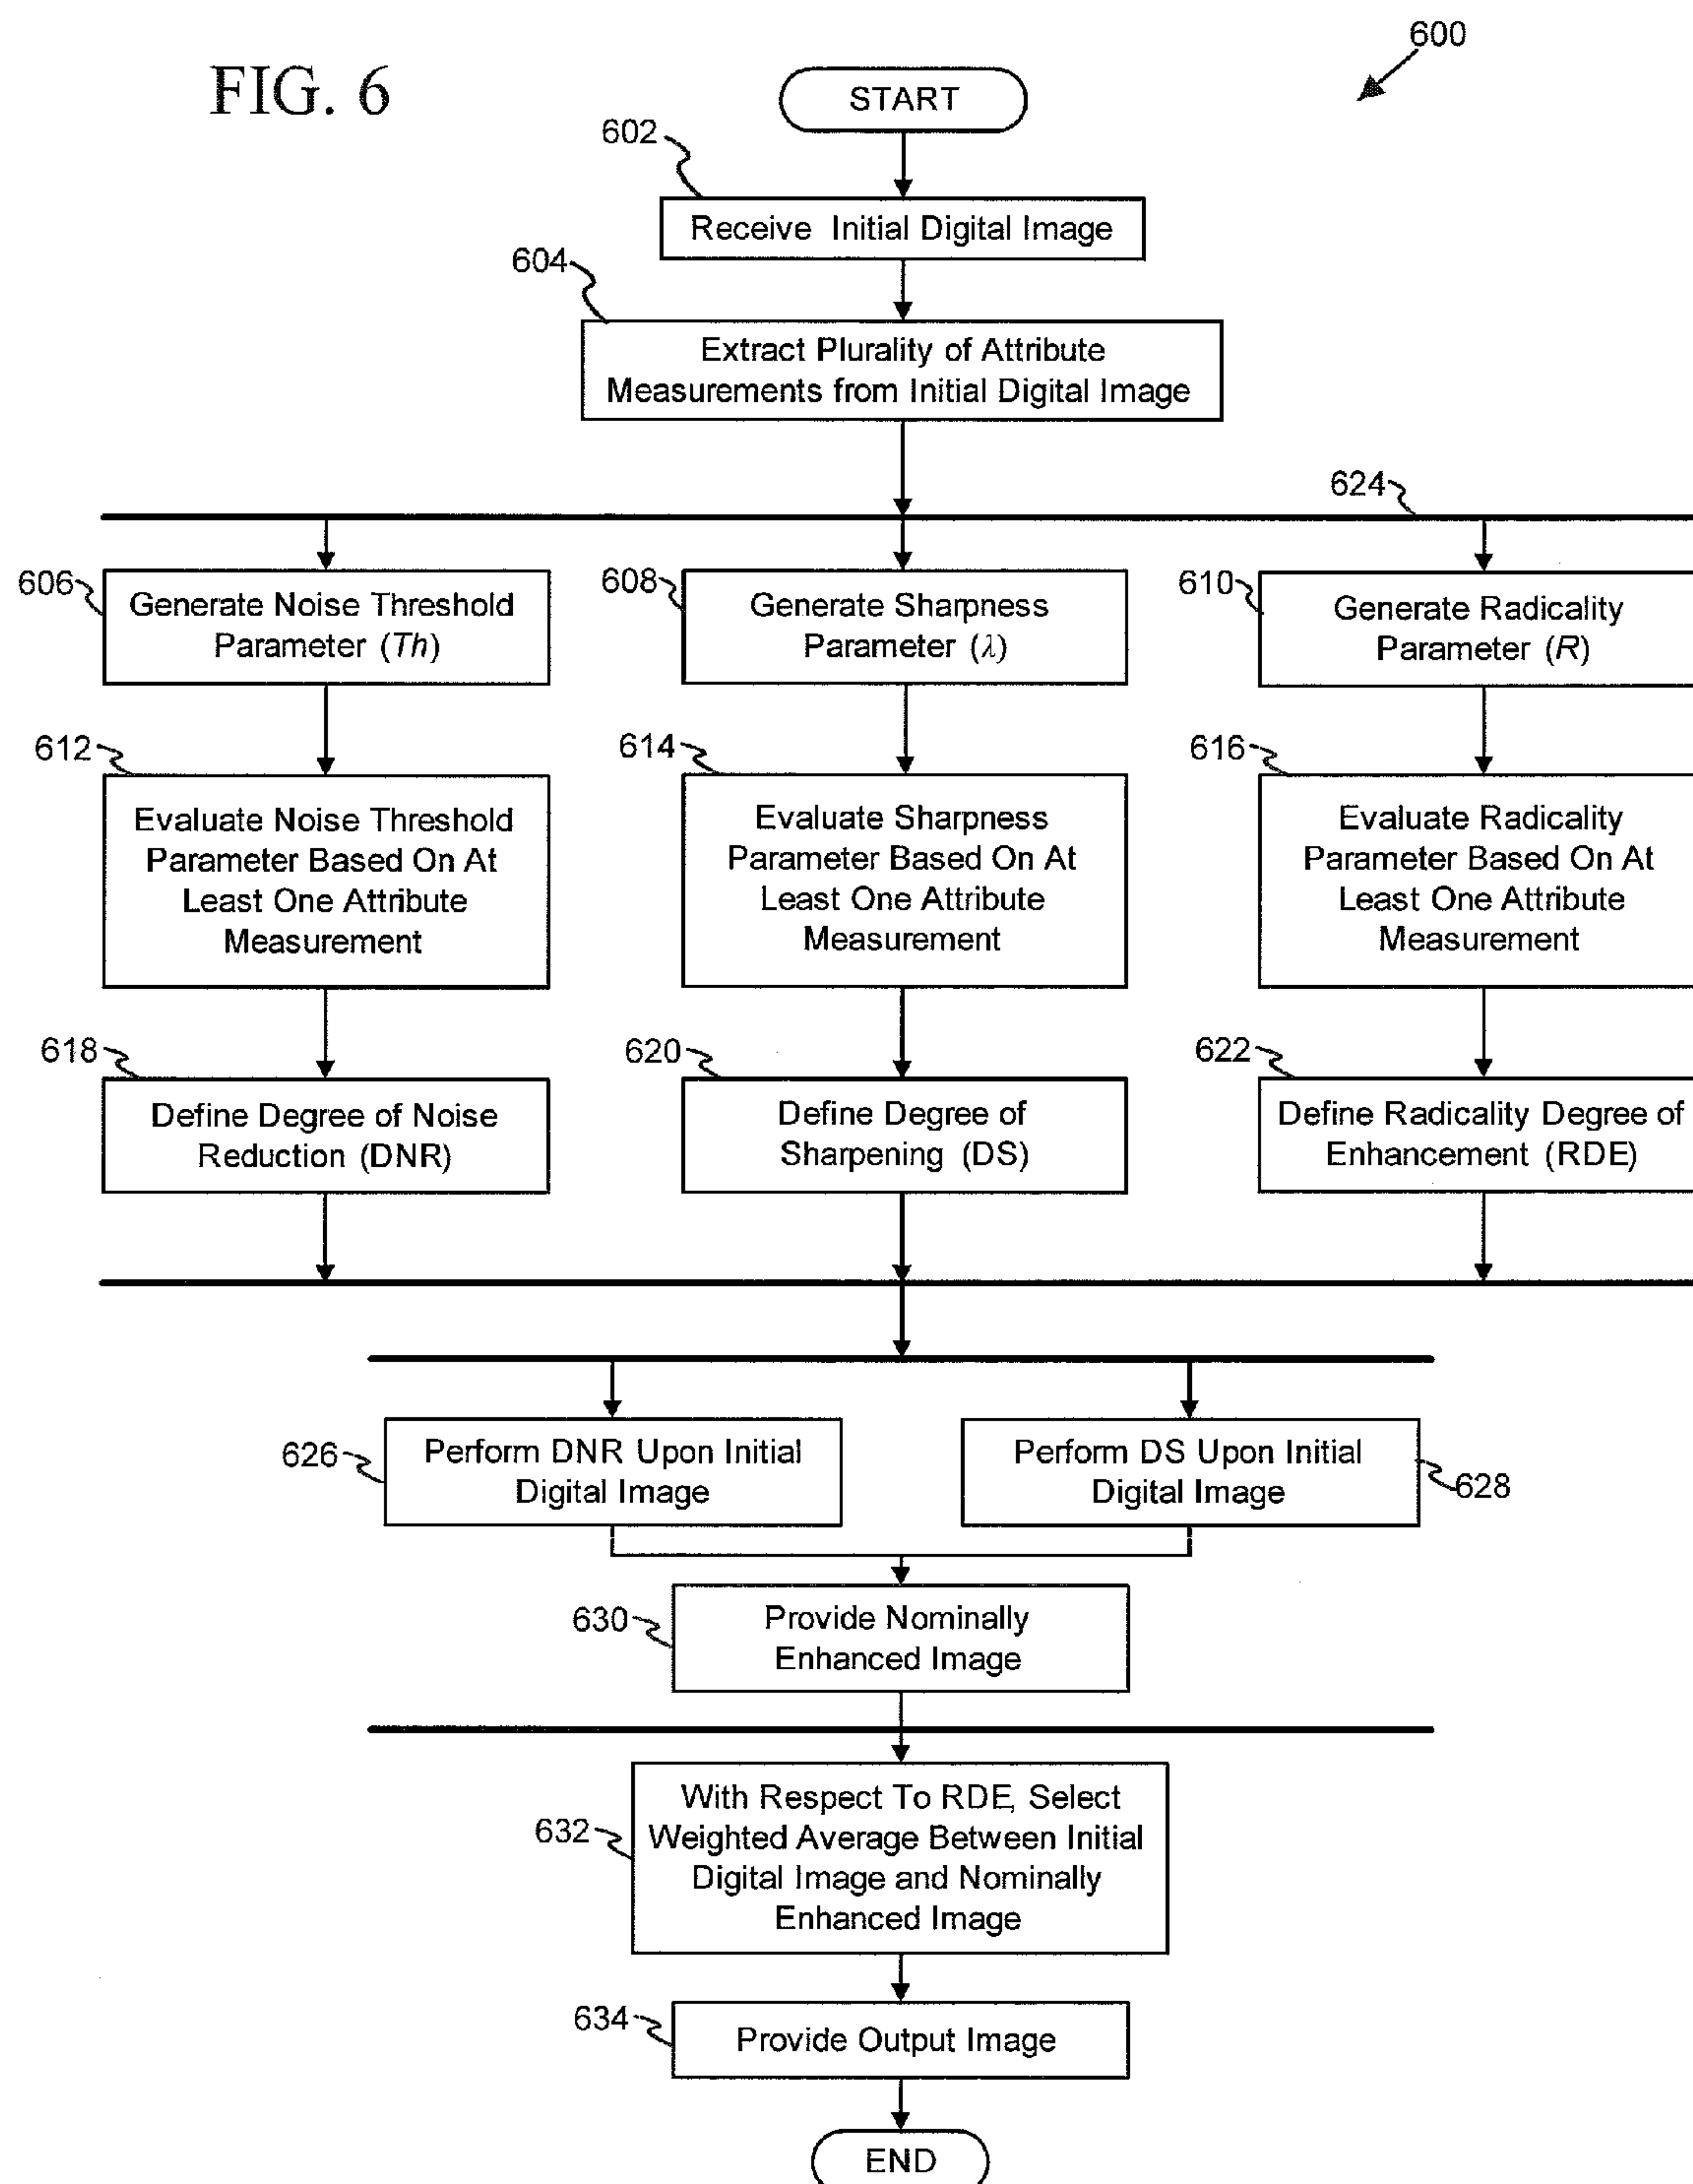 600
FIG. 6
START
602
Receive Initial Digital Image
604
Extract Plurality of Attribute
Measurements from Initial Digital Image
624
606
Generate Noise Threshold
Parameter (Th)
608
Generate Sharpness
Parameter (λ)
610
Generate Radicality
Parameter (R)
612
Evaluate Noise Threshold
Parameter Based On At
Least One Attribute
Measurement
614
Evaluate Sharpness
Parameter Based On At
Least One Attribute
Measurement
616
Evaluate Radicality
Parameter Based On At
Least One Attribute
Measurement
618
Define Degree of Noise
Reduction (DNR)
620
Define Degree of
Sharpening (DS)
622
Define Radicality Degree of
Enhancement (RDE)
626
Perform DNR Upon Initial
Digital Image
Perform DS Upon Initial
Digital Image
628
630
Provide Nominally
Enhanced Image
632
With Respect To RDE, Select
Weighted Average Between Initial
Digital Image and Nominally
Enhanced Image
634
Provide Output Image
END